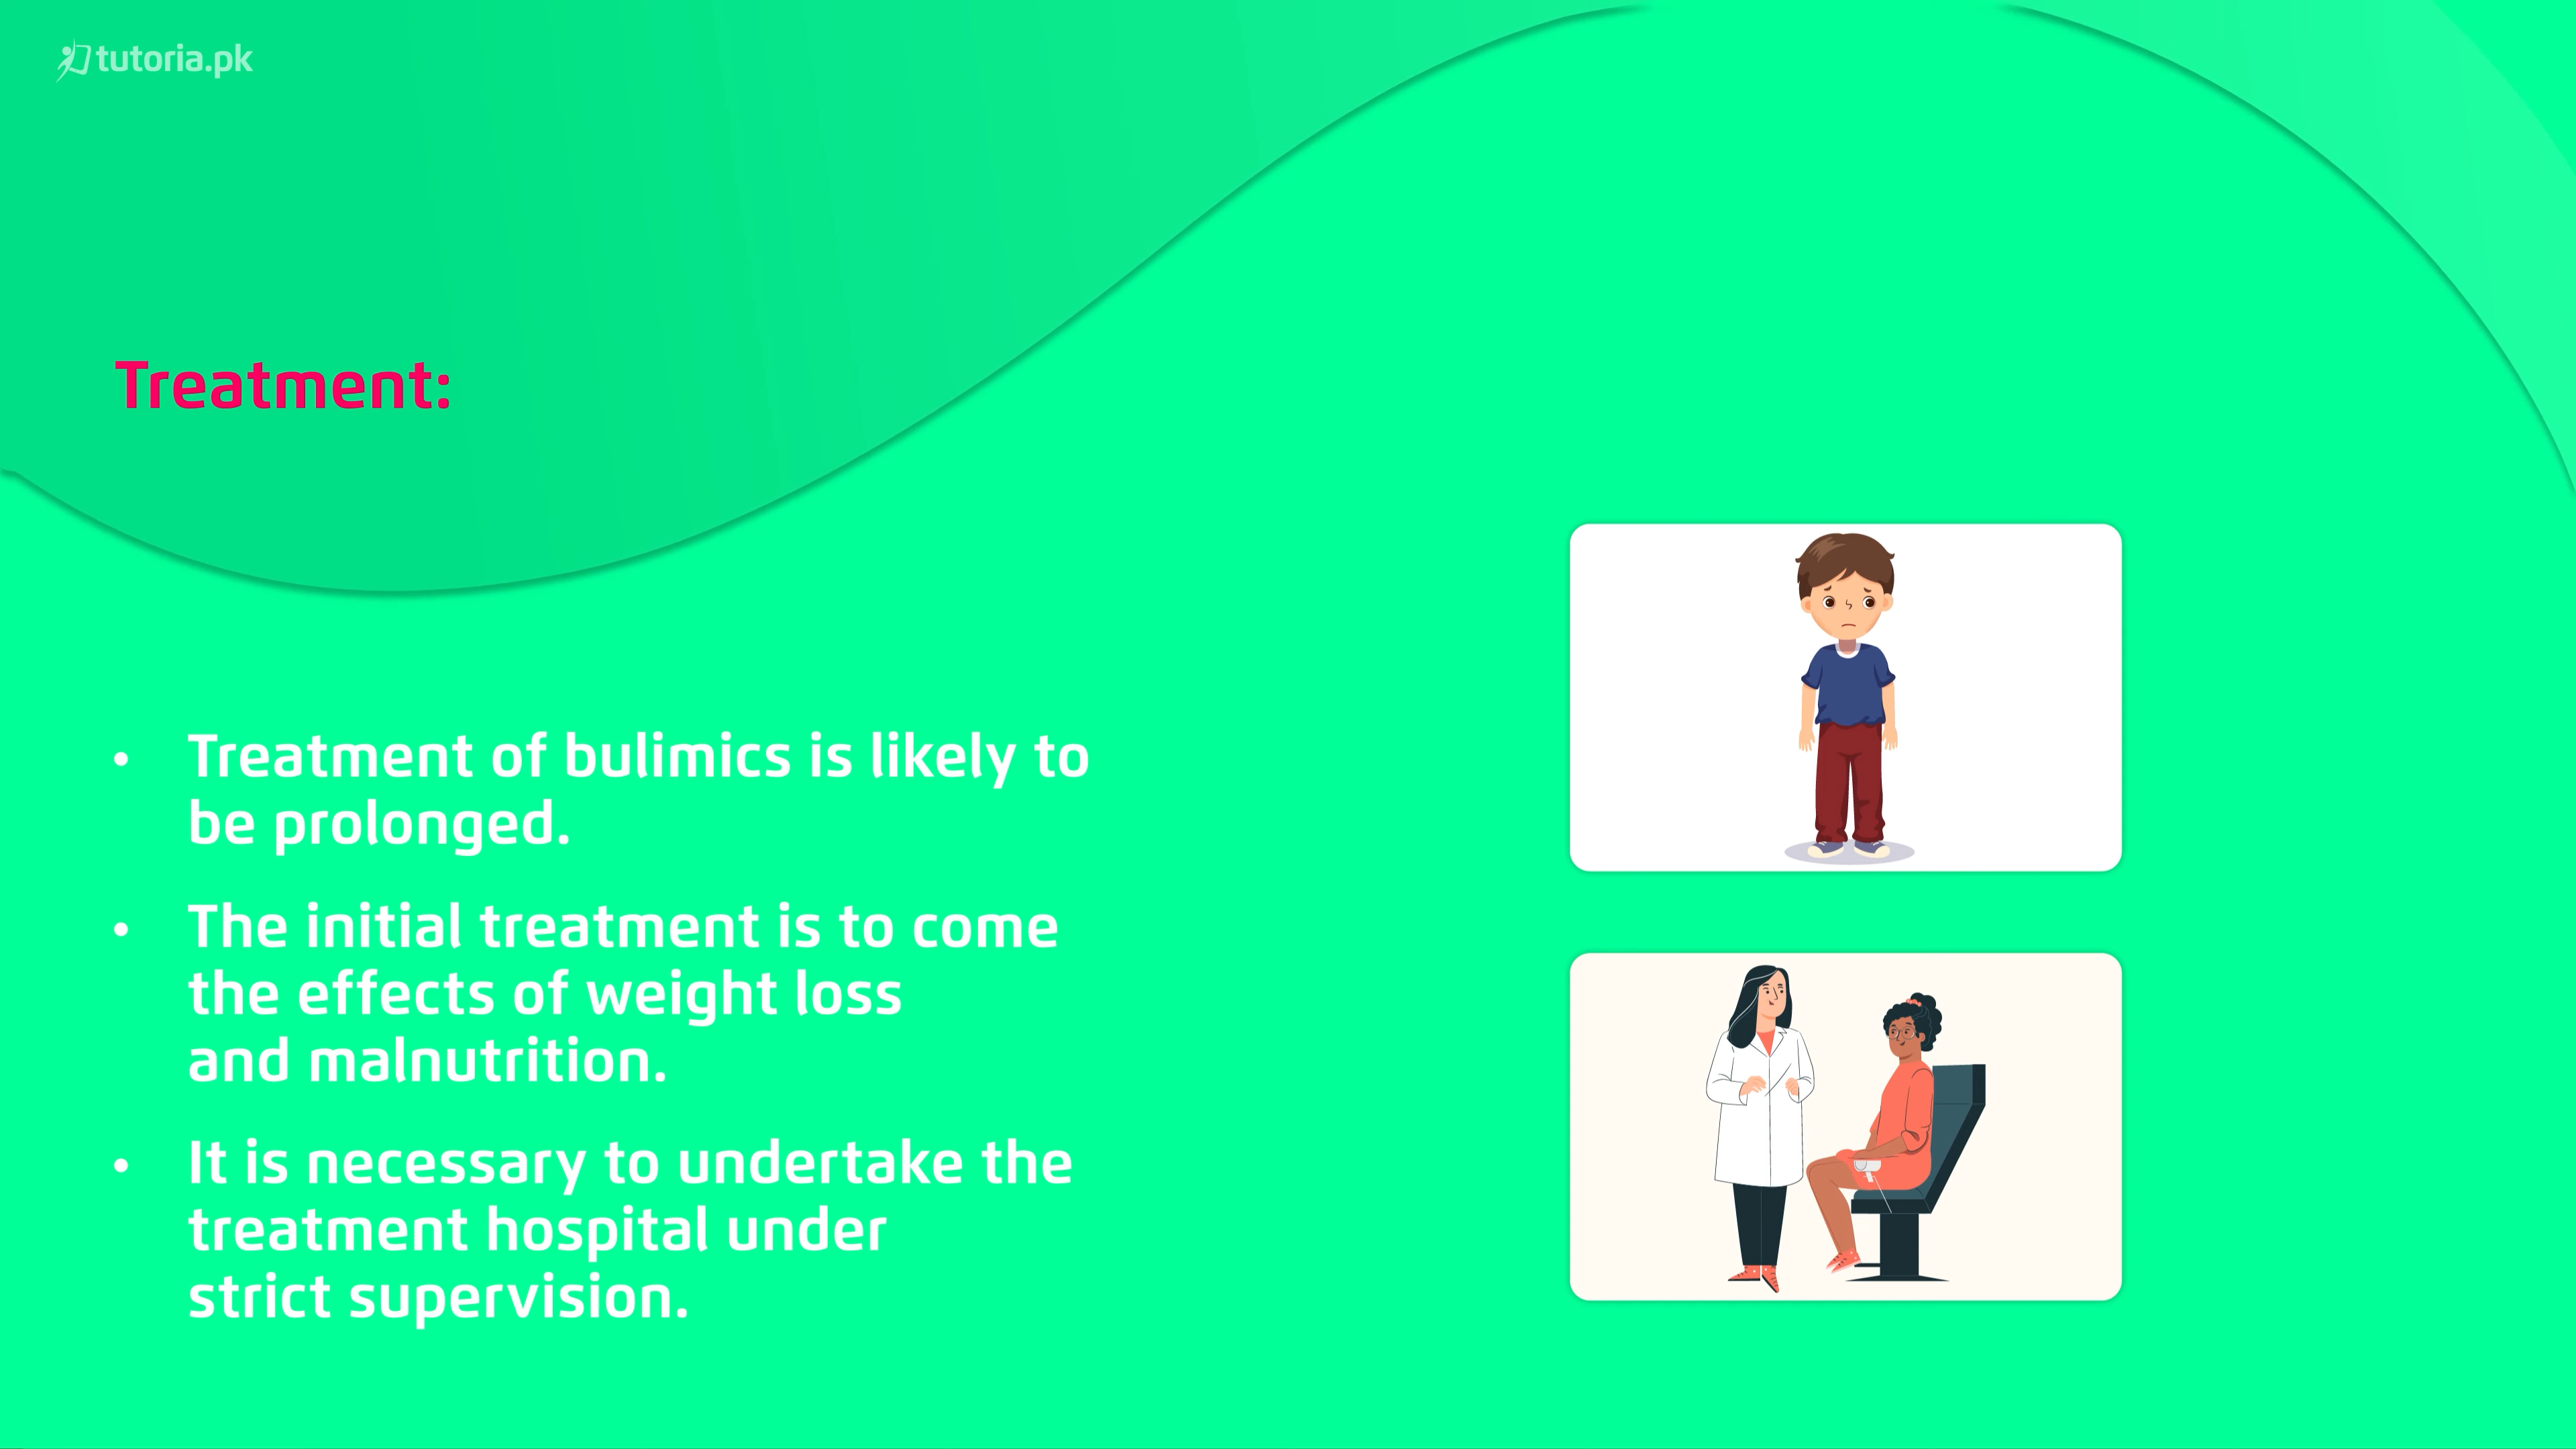 tutoria.pk
Treatment:
• Treatment of bulimics is likely to
be prolonged.
• The initial treatment is to come
the effects of weight loss
and malnutrition.
• It is necessary to undertake the
treatment hospital under
strict supervision.